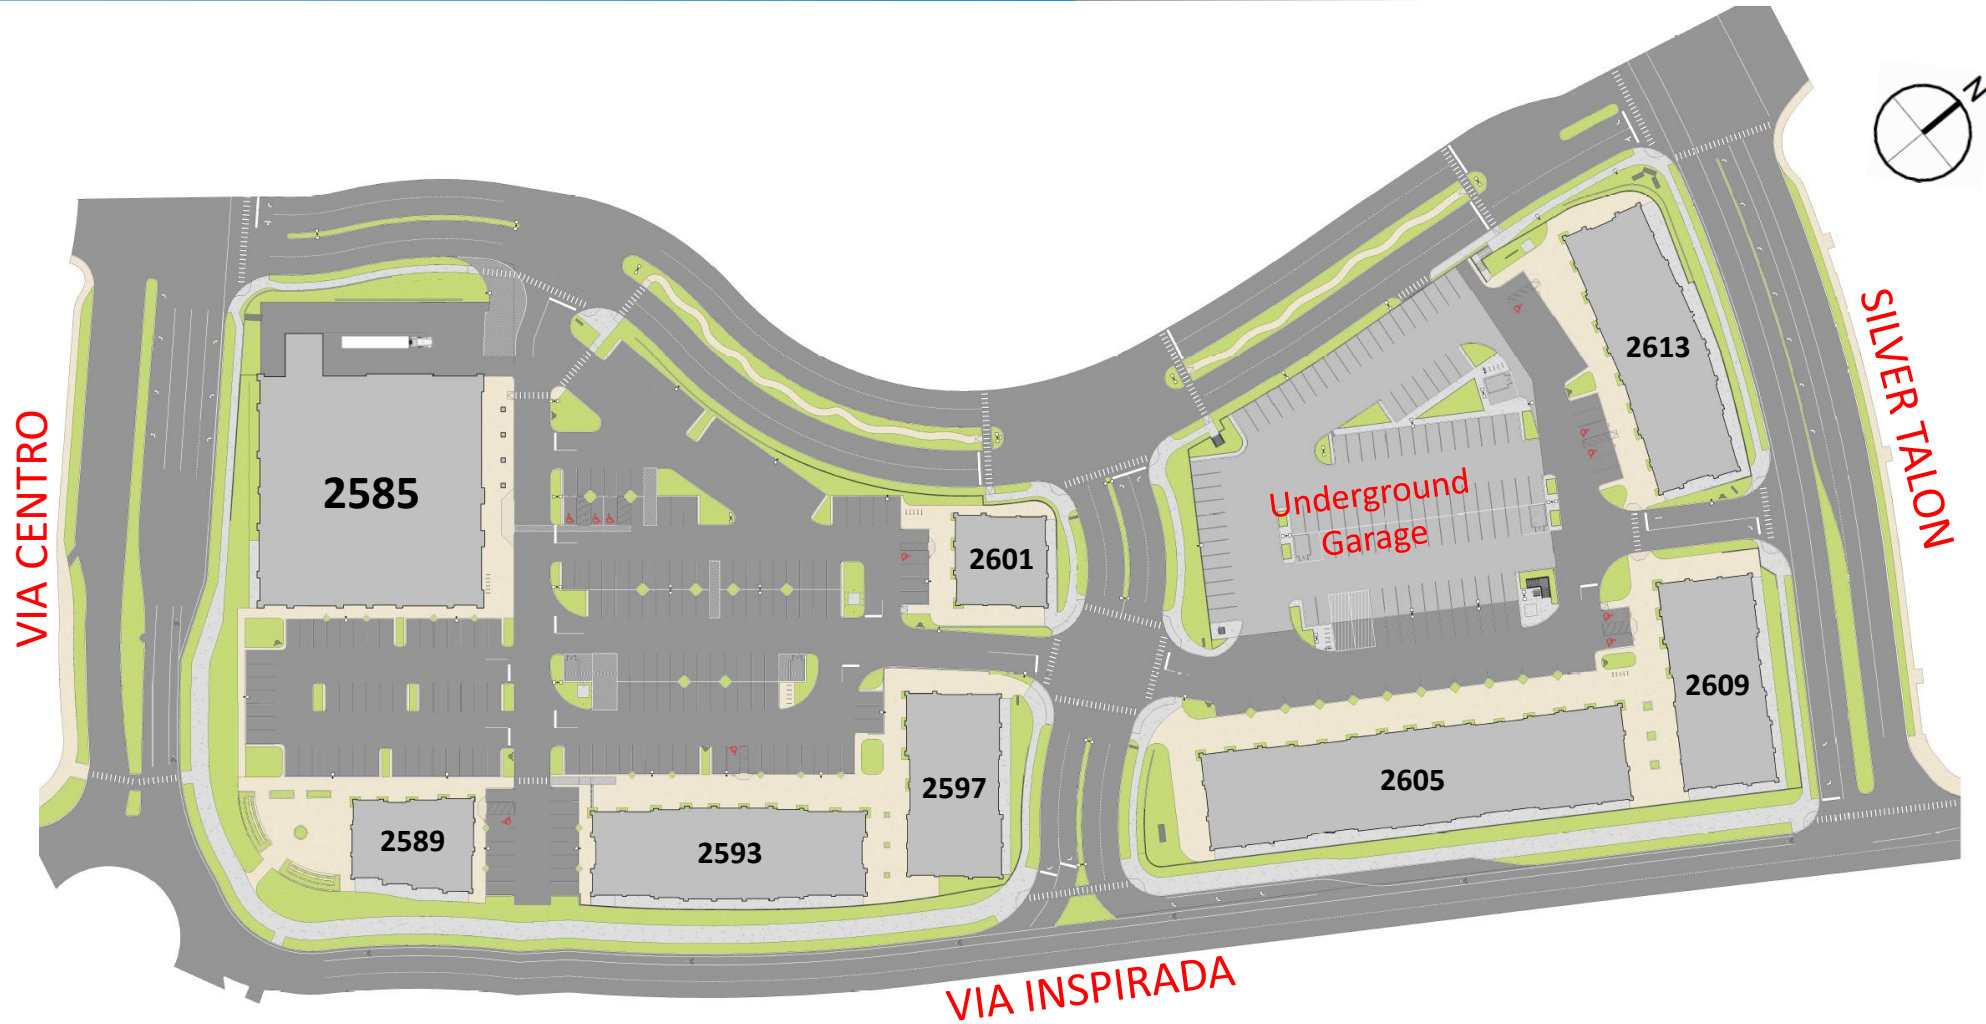 N
SILVER TALON
2613
VIA CENTRO
2585
Underground
Garage
2601
2609
2605
2597
2589
2593
VIA INSPIRADA